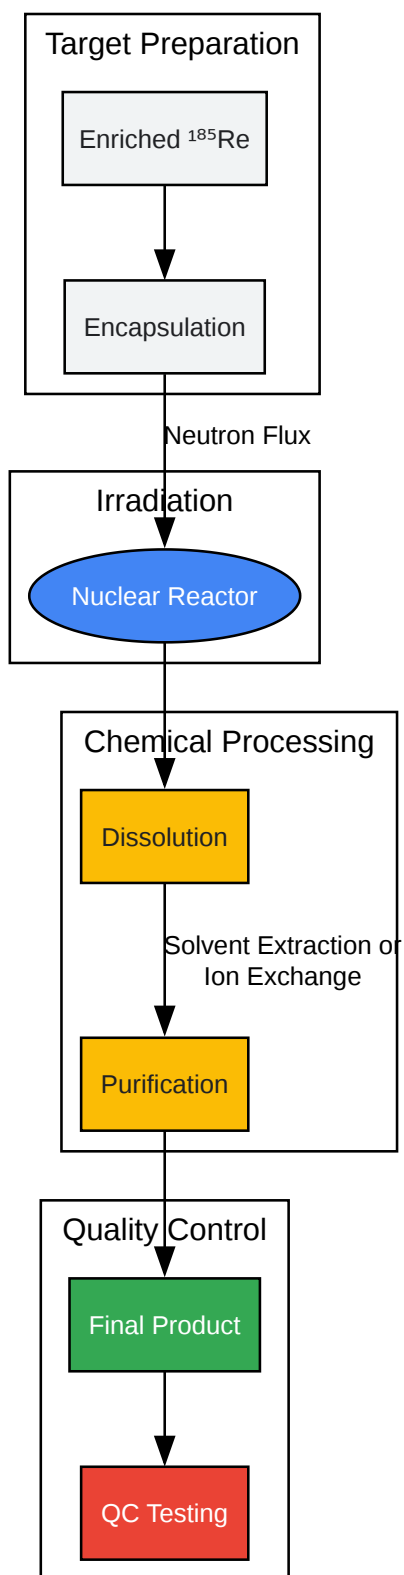 Target Preparation
Enriched ¹⁸⁵Re
Encapsulation
Neutron Flux
Irradiation
Nuclear Reactor
Chemical Processing
Dissolution
Solvent Extraction or
Ion Exchange
Purification
Quality Control
Final Product
QC Testing